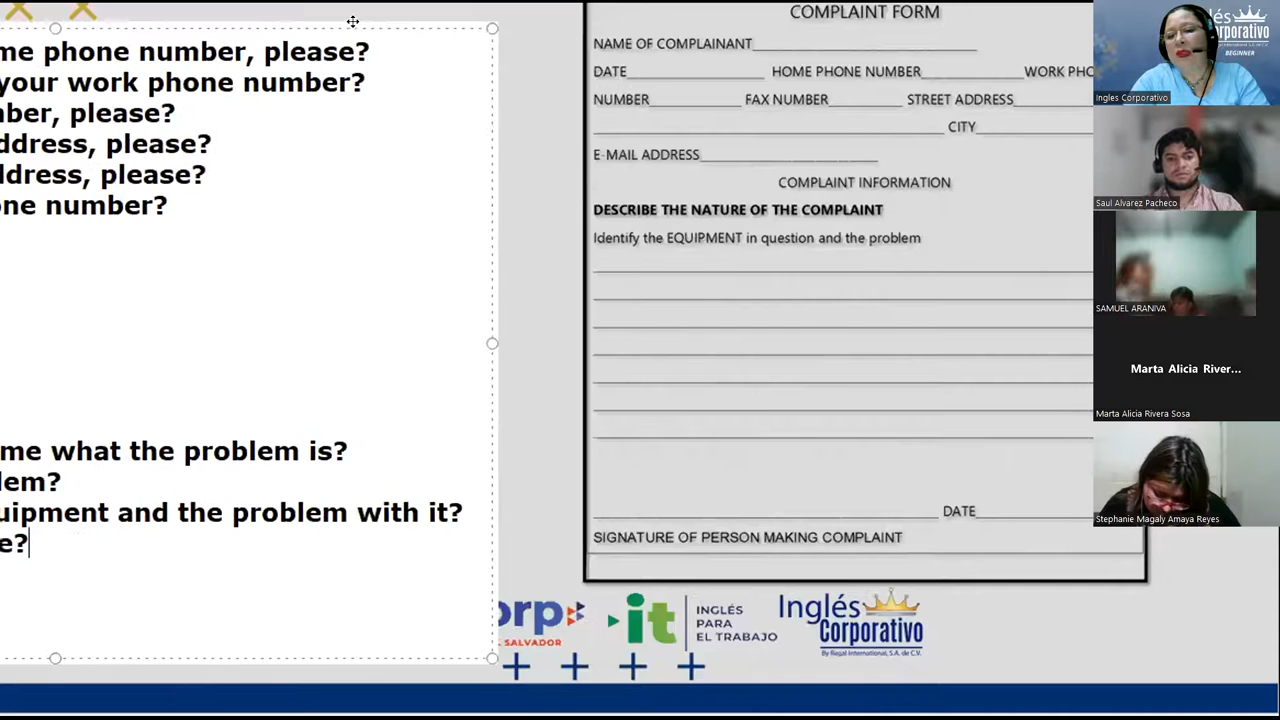 me phone number, please?
your work phone number?
ber, please?
ddress, please?
dress, please?
ne number?
me what the problem is?
lem?
uipment and the problem with it?
e?
COMPLAINT FORM
NAME OF COMPLAINANT
DATE HOME PHONE NUMBER WORK PHO
NUMBER FAX NUMBER STREET ADDRESS
CITY
E-MAIL ADDRESS
COMPLAINT INFORMATION
DESCRIBE THE NATURE OF THE COMPLAINT
Identify the EQUIPMENT in question and the problem
DATE
SIGNATURE OF PERSON MAKING COMPLAINT
orp
SALVADOR
it
INGLÉS
PARA
EL TRABAJO
Inglés
Corporativo
By Regal International, S.A. de C.V.
glés
orporativo
BEGINNER
Ingles Corporativo
Saul Alvarez Pacheco
SAMUEL ARANIVA
Marta Alicia River...
Marta Alicia Rivera Sosa
Stephanie Magaly Amaya Reyes